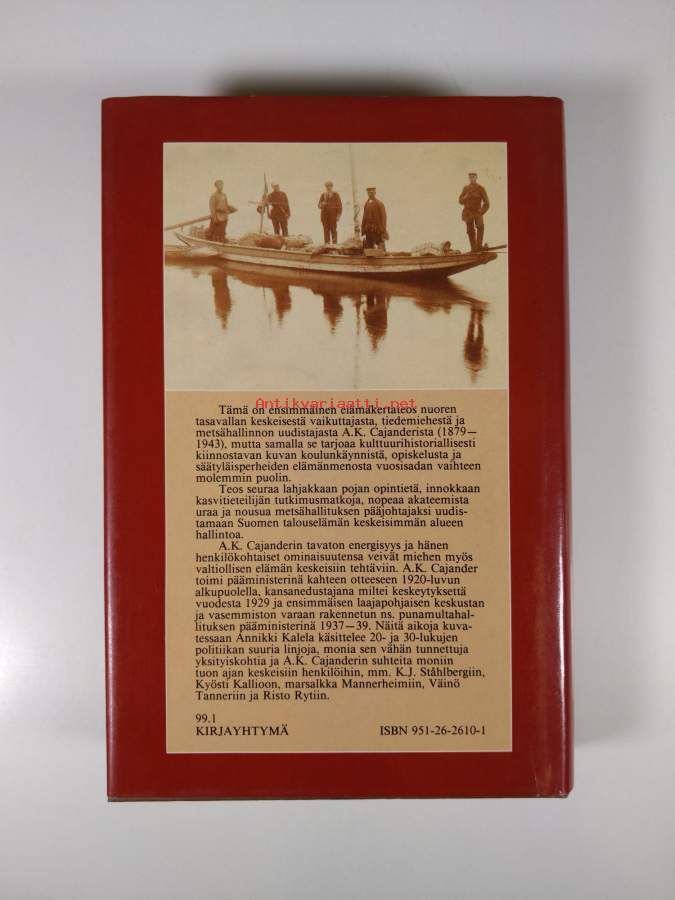 Antikvariaatti.net
Tämä on ensimmäinen elämäkertateos nuoren
tasavallan keskeisestä vaikuttajasta, tiedemiehestä ja
metsähallinnon uudistajasta A.K. Cajanderista (1879—
1943), mutta samalla se tarjoaa kulttuurihistoriallisesti
kiinnostavan kuvan koulunkäynnistä, opiskelusta ja
säätyläisperheiden elämänmenosta vuosisadan vaihteen
molemmin puolin.
Teos seuraa lahjakkaan pojan opintietä, innokkaan
kasvitieteilijän tutkimusmatkoja, nopeaa akateemista
uraa ja nousua metsähallituksen pääjohtajaksi uudis-
tamaan Suomen talouselämän keskeisimmän alueen
hallintoa.
A.K. Cajanderin tavaton energisyys ja hänen
henkilökohtaiset ominaisuutensa veivät miehen myös
valtiollisen elämän keskeisiin tehtäviin. A.K. Cajander
toimi pääministerinä kahteen otteeseen 1920-luvun
alkupuolella, kansanedustajana miltei keskeytyksettä
vuodesta 1929 ja ensimmäisen laajapohjaisen keskustan
ja vasemmiston varaan rakennetun ns. punamultahal-
lituksen pääministerinä 1937—39. Näitä aikoja kuva-
tessaan Annikki Kalela käsittelee 20- ja 30-lukujen
politiikan suuria linjoja, monia sen vähän tunnettuja
yksityiskohtia ja A.K. Cajanderin suhteita moniin
tuon ajan keskeisiin henkilöihin, mm. K.J. Ståhlbergiin,
Kyösti Kallioon, marsalkka Mannerheimiin, Väinö
Tanneriin ja Risto Rytiin.
99.1
KIRJAYHTYMÄ ISBN 951-26-2610-1